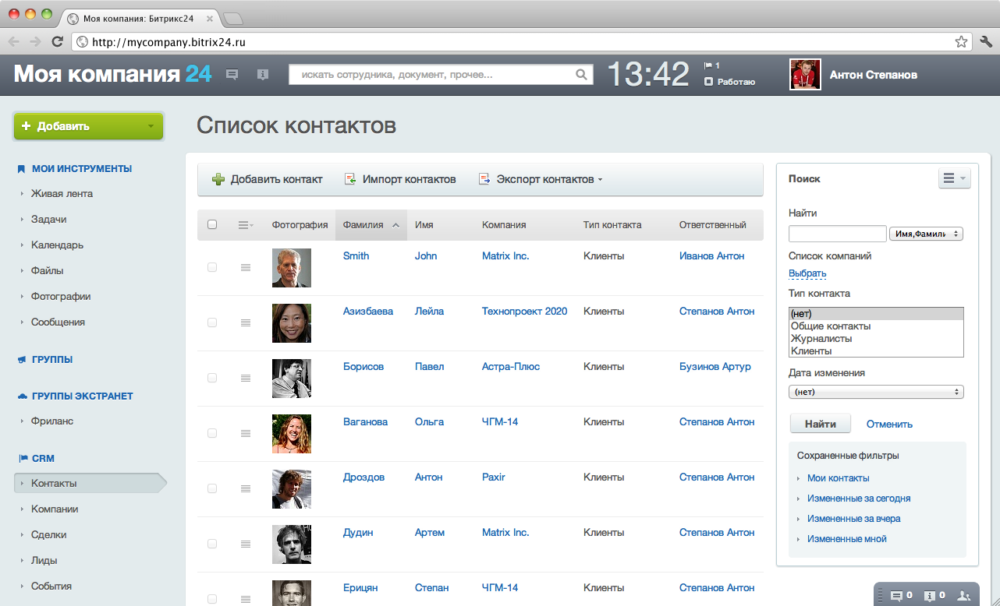 Моя компания: Битрикс24
http://mycompany.bitrix24.ru
Моя компания 24
искать сотрудника, документ, прочее...
13:42
1
Работаю
Антон Степанов
Добавить
МОИ ИНСТРУМЕНТЫ
Живая лента
Задачи
Календарь
Файлы
Фотографии
Сообщения
ГРУППЫ
ГРУППЫ ЭКСТРАНЕТ
Фриланс
CRM
Контакты
Компании
Сделки
Лиды
События
Список контактов
Добавить контакт Импорт контактов Экспорт контактов
Фотография Фамилия Имя Компания Тип контакта Ответственный
Smith John Matrix Inc. Клиенты Иванов Антон
Азизбаева Лейла Технопроект 2020 Клиенты Степанов Антон
Борисов Павел Астра-Плюс Клиенты Бузинов Артур
Ваганова Ольга ЧГМ-14 Клиенты Степанов Антон
Дроздов Антон Paxir Клиенты Степанов Антон
Дудин Артем Matrix Inc. Клиенты Степанов Антон
Ерицян Степан ЧГМ-14 Клиенты Степанов Антон
Поиск
Найти
Имя,Фамили
Список компаний
Выбрать
Тип контакта
(нет)
Общие контакты
Журналисты
Клиенты
Дата изменения
(нет)
Найти Отменить
Сохраненные фильтры
Мои контакты
Измененные за сегодня
Измененные за вчера
Измененные мной
0 0